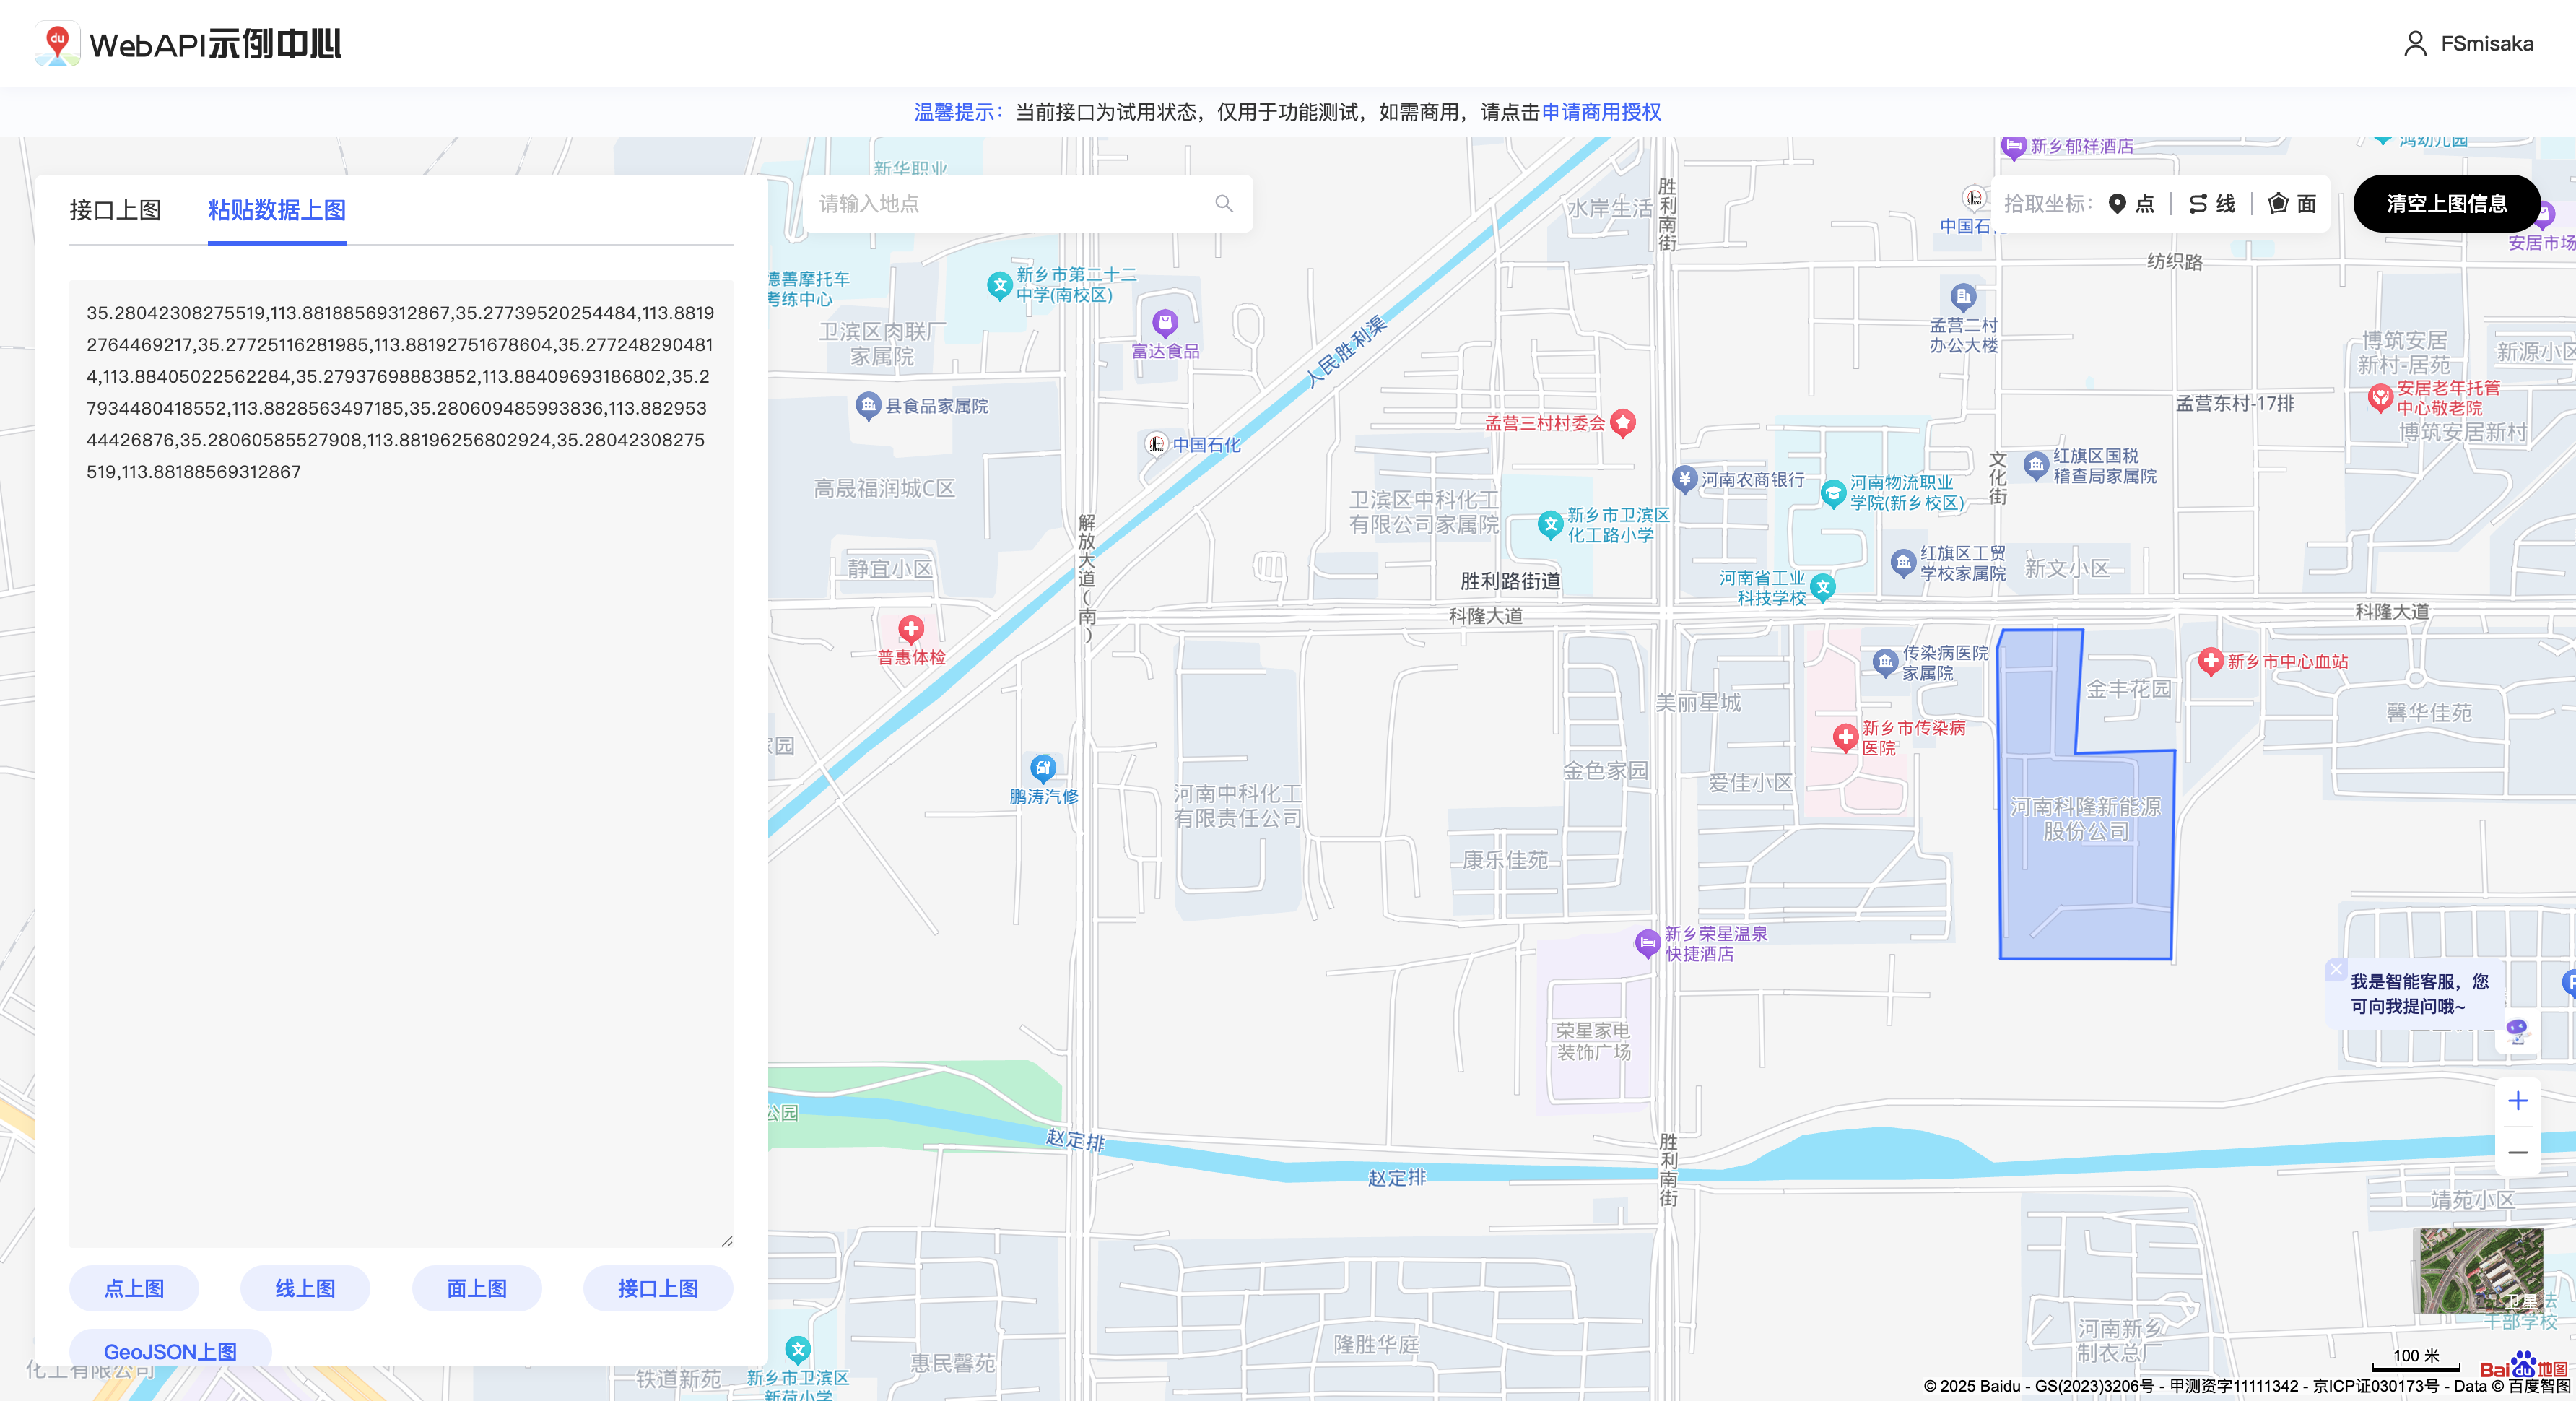 du WebAPI示例中心
FSmisaka
温馨提示：当前接口为试用状态，仅用于功能测试，如需商用，请点击申请商用授权
接口上图
粘贴数据上图
35.28042308275519,113.88188569312867,35.27739520254484,113.8819
2764469217,35.27725116281985,113.88192751678604,35.277248290481
4,113.88405022562284,35.27937698883852,113.88409693186802,35.2
7934480418552,113.8828563497185,35.280609485993836,113.882953
44426876,35.28060585527908,113.88196256802924,35.28042308275
519,113.88188569312867
点上图
线上图
面上图
接口上图
GeoJSON上图
请输入地点
拾取坐标：
点
线
面
清空上图信息
新华职业
水岸生活
胜利南街
新乡郁祥酒店
鸿幼儿园
中国石化
安居市场
纺织路
德善摩托车
考练中心
新乡市第二十二
中学(南校区)
卫滨区肉联厂
家属院
富达食品
人民胜利渠
孟营二村
办公大楼
博筑安居
新村-居苑
新源小区
安居老年托管
中心敬老院
孟营东村-17排
博筑安居新村
县食品家属院
中国石化
孟营三村村委会
高晟福润城C区
卫滨区中科化工
有限公司家属院
新乡市卫滨区
化工路小学
河南农商银行
河南物流职业
学院(新乡校区)
文化街
红旗区国税
稽查局家属院
解放大道(南)
静宜小区
胜利路街道
河南省工业
科技学校
红旗区工贸
学校家属院
新文小区
科隆大道
科隆大道
普惠体检
传染病医院
家属院
新乡市中心血站
金丰花园
美丽星城
馨华佳苑
新乡市传染病
医院
家园
鹏涛汽修
河南中科化工
有限责任公司
金色家园
爱佳小区
河南科隆新能源
股份公司
康乐佳苑
新乡荣星温泉
快捷酒店
我是智能客服，您
可向我提问哦~
荣星家电
装饰广场
公园
赵定排
赵定排
胜利南街
靖苑小区
卫星
干部学校
河南新乡
制衣总厂
隆胜华庭
惠民馨苑
铁道新苑
新乡市卫滨区
新荷小学
化工有限公司
100 米
Bai du 地图
© 2025 Baidu - GS(2023)3206号 - 甲测资字11111342 - 京ICP证030173号 - Data © 百度智图